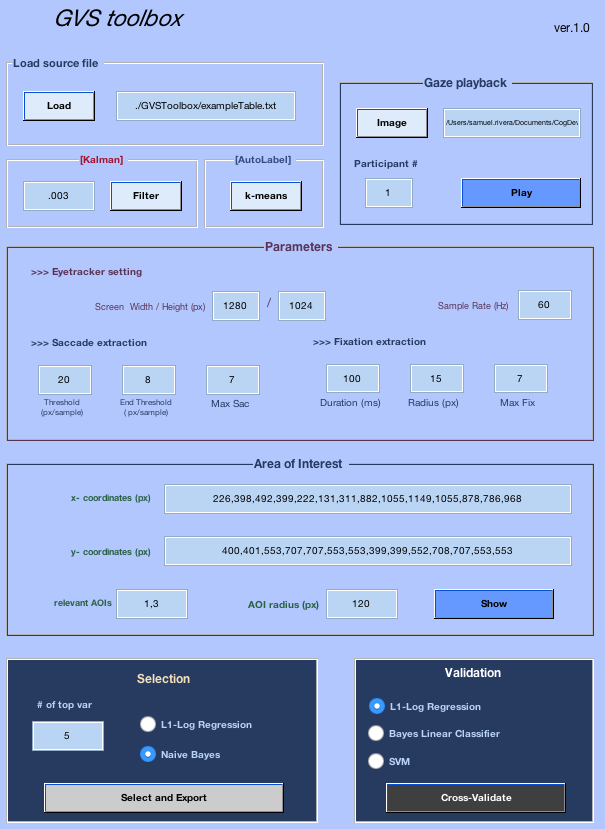 GVS toolbox
ver.1.0
Load source file
Load
./GVSToolbox/exampleTable.txt
Gaze playback
Image
/Users/samuel.rivera/Documents/CogDev
Participant #
1
Play
[Kalman]
.003
Filter
[AutoLabel]
k-means
Parameters
>>> Eyetracker setting
Screen Width / Height (px)
1280 / 1024
Sample Rate (Hz)
60
>>> Saccade extraction
20
8
7
Threshold
(px/sample)
End Threshold
( px/sample)
Max Sac
>>> Fixation extraction
100
15
7
Duration (ms)
Radius (px)
Max Fix
Area of Interest
x- coordinates (px)
226,398,492,399,222,131,311,882,1055,1149,1055,878,786,968
y- coordinates (px)
400,401,553,707,707,553,553,399,399,552,708,707,553,553
relevant AOIs
1,3
AOI radius (px)
120
Show
Selection
# of top var
5
L1-Log Regression
Naive Bayes
Select and Export
Validation
L1-Log Regression
Bayes Linear Classifier
SVM
Cross-Validate